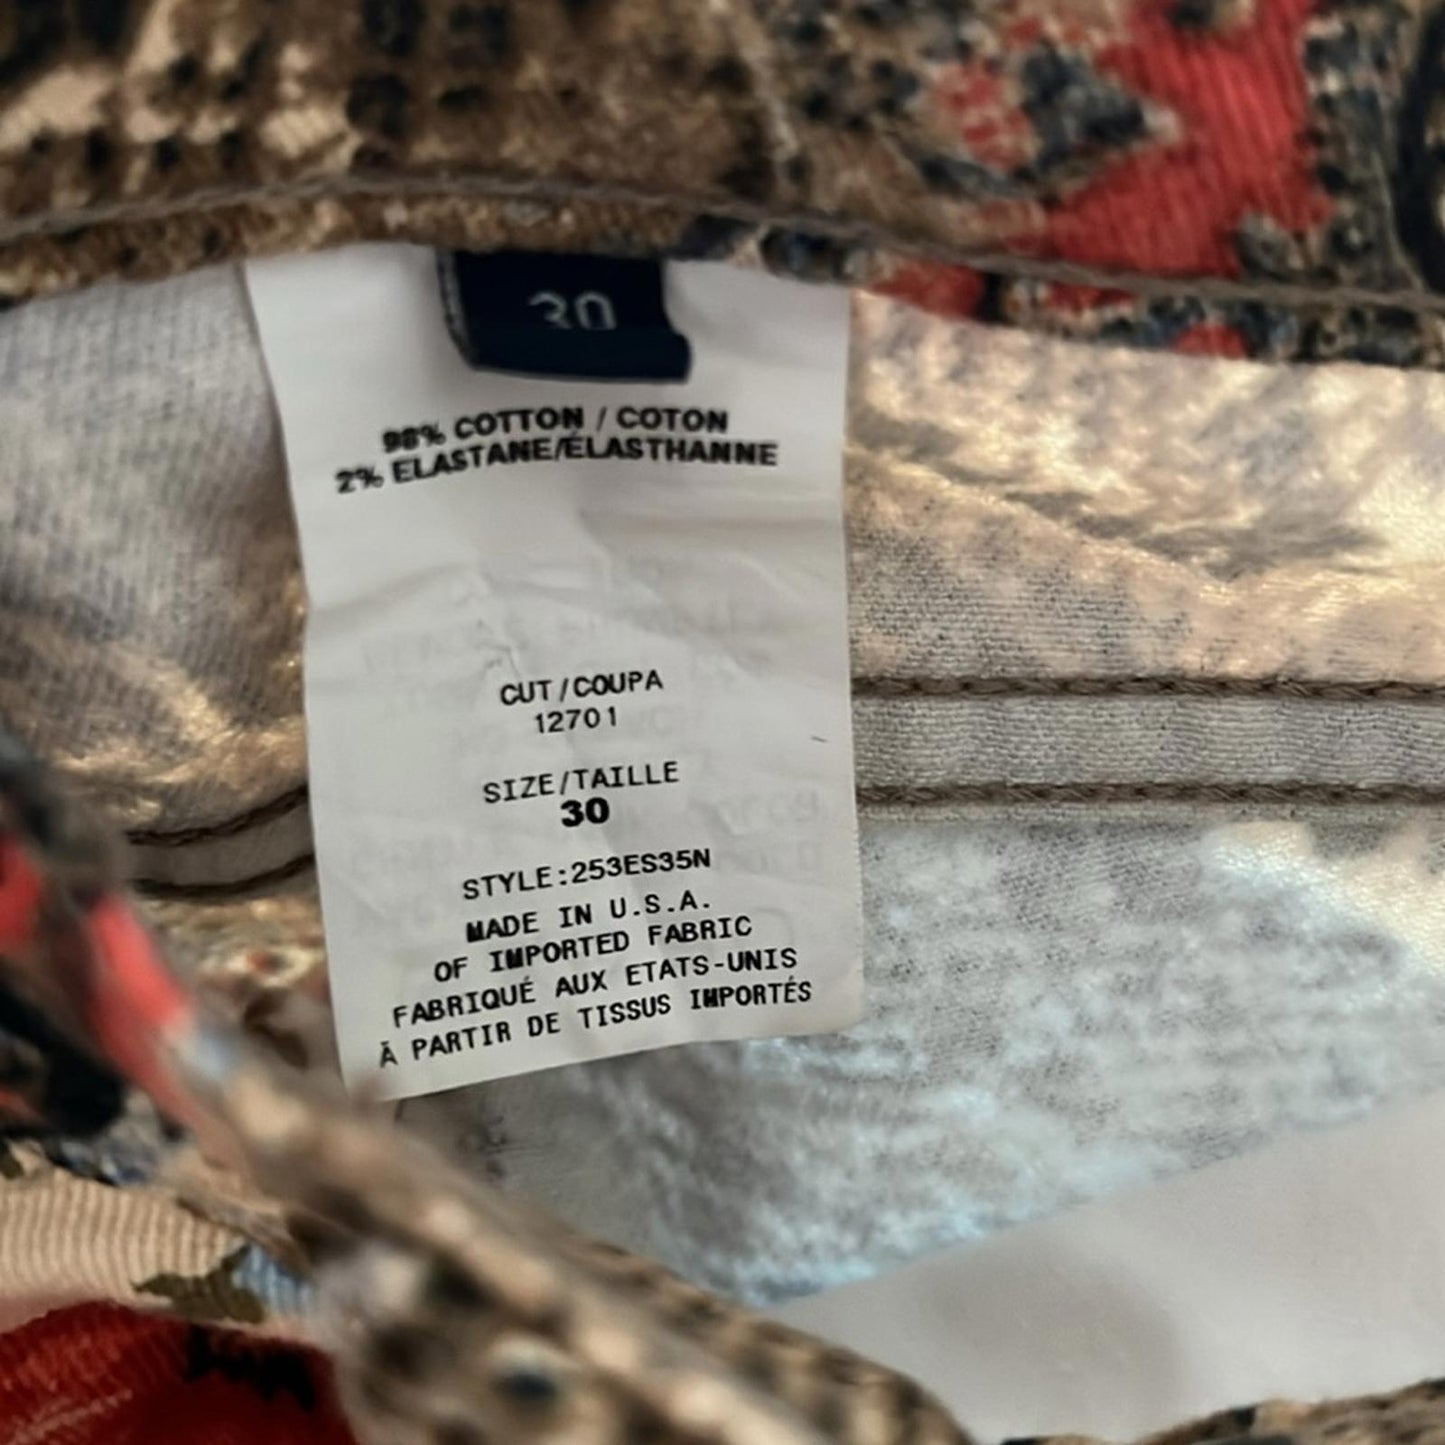 30
98% COTTON / COTON
2% ELASTANE/ÉLASTHANNE
CUT/COUPA
12701
SIZE/TAILLE
30
STYLE:253ES35N
MADE IN U.S.A.
OF IMPORTED FABRIC
FABRIQUÉ AUX ETATS-UNIS
À PARTIR DE TISSUS IMPORTÉS